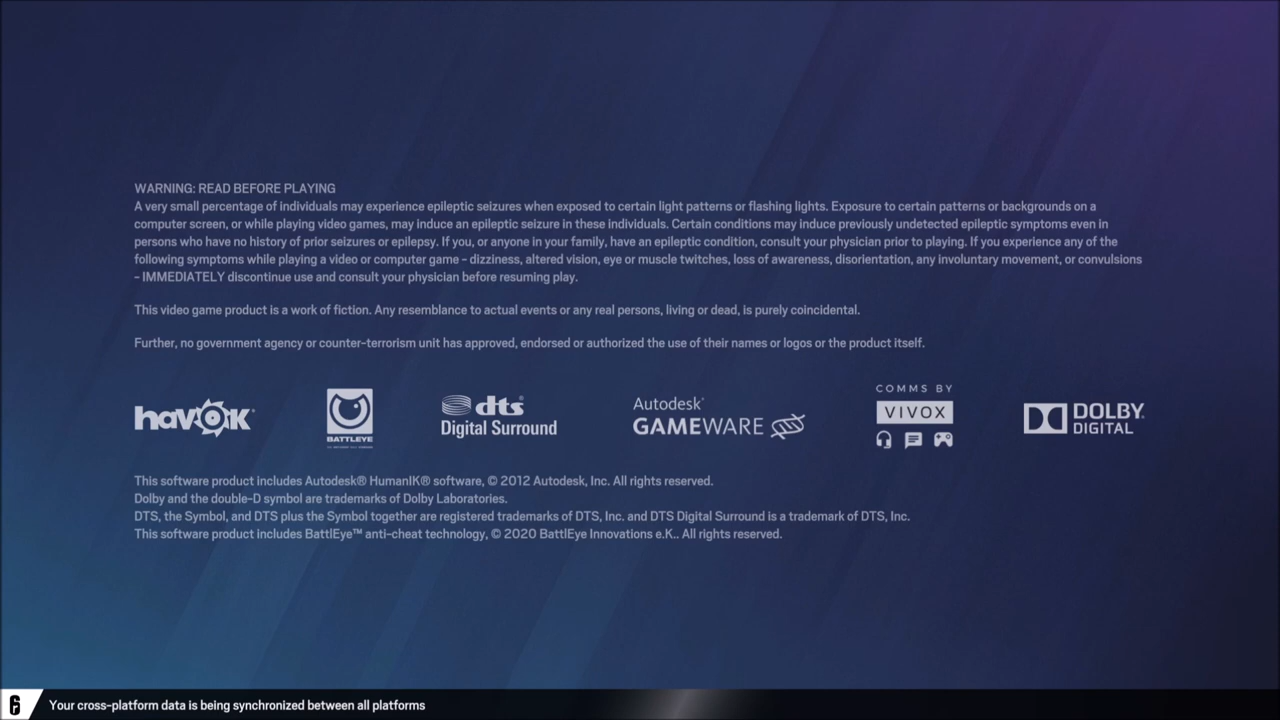 WARNING: READ BEFORE PLAYING
A very small percentage of individuals may experience epileptic seizures when exposed to certain light patterns or flashing lights. Exposure to certain patterns or backgrounds on a
computer screen, or while playing video games, may induce an epileptic seizure in these individuals. Certain conditions may induce previously undetected epileptic symptoms even in
persons who have no history of prior seizures or epilepsy. If you, or anyone in your family, have an epileptic condition, consult your physician prior to playing. If you experience any of the
following symptoms while playing a video or computer game - dizziness, altered vision, eye or muscle twitches, loss of awareness, disorientation, any involuntary movement, or convulsions
- IMMEDIATELY discontinue use and consult your physician before resuming play.
This video game product is a work of fiction. Any resemblance to actual events or any real persons, living or dead, is purely coincidental.
Further, no government agency or counter-terrorism unit has approved, endorsed or authorized the use of their names or logos or the product itself.
havok
BATTLEYE
dts
Digital Surround
Autodesk®
GAMEWARE
COMMS BY
VIVOX
DOLBY
DIGITAL
This software product includes Autodesk® HumanIK® software, © 2012 Autodesk, Inc. All rights reserved.
Dolby and the double-D symbol are trademarks of Dolby Laboratories.
DTS, the Symbol, and DTS plus the Symbol together are registered trademarks of DTS, Inc. and DTS Digital Surround is a trademark of DTS, Inc.
This software product includes BattlEye™ anti-cheat technology, © 2020 BattlEye Innovations e.K.. All rights reserved.
6 Your cross-platform data is being synchronized between all platforms